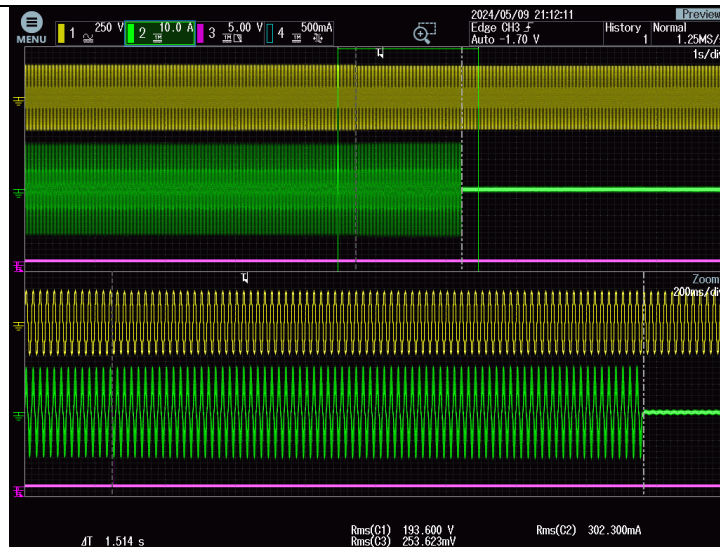 2024/05/09 21:12:11
Preview
MENU
1 250 V
2 10.0 A
3 5.00 V
4 500mA
Edge CH3
Auto -1.70 V
History
1
Normal
1.25MS/
1s/di
T
Zoom
200ms/di
T
ΔT 1.514 s
Rms(C1) 193.600 V
Rms(C2) 302.300mA
Rms(C3) 253.623mV